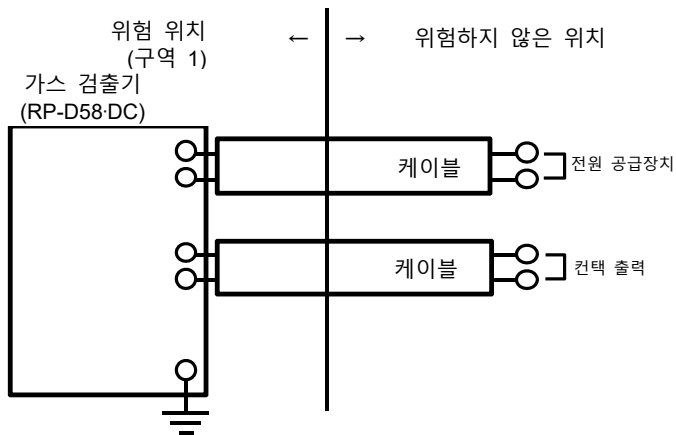 위험 위치
(구역 1)
← → 위험하지 않은 위치
가스 검출기
(RP-D58·DC)
케이블
전원 공급장치
케이블
컨택 출력